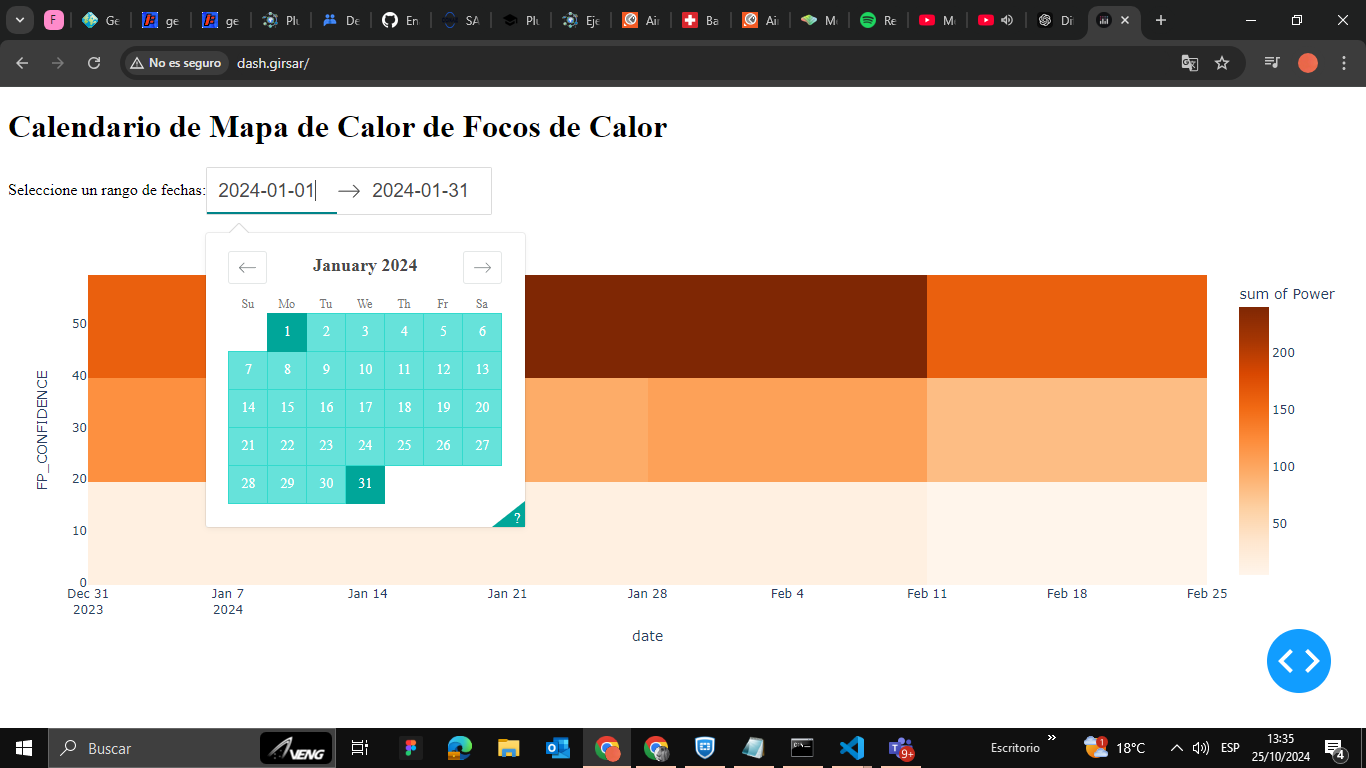 F
Ge
ge
ge
Plu
De
En
SA
Plu
Eje
Air
Ba
Air
Mo
Re
Mo
Di
No es seguro
dash.girsar/
Calendario de Mapa de Calor de Focos de Calor
Seleccione un rango de fechas: 2024-01-01 → 2024-01-31
January 2024
Su Mo Tu We Th Fr Sa
1 2 3 4 5 6
7 8 9 10 11 12 13
14 15 16 17 18 19 20
21 22 23 24 25 26 27
28 29 30 31
?
sum of Power
200
150
100
50
FP_CONFIDENCE
50
40
30
20
10
0
Dec 31 Jan 7 Jan 14 Jan 21 Jan 28 Feb 4 Feb 11 Feb 18 Feb 25
2023 2024
date
Buscar
VENG
9+
Escritorio
»
1
18°C
ESP
13:35
25/10/2024
4